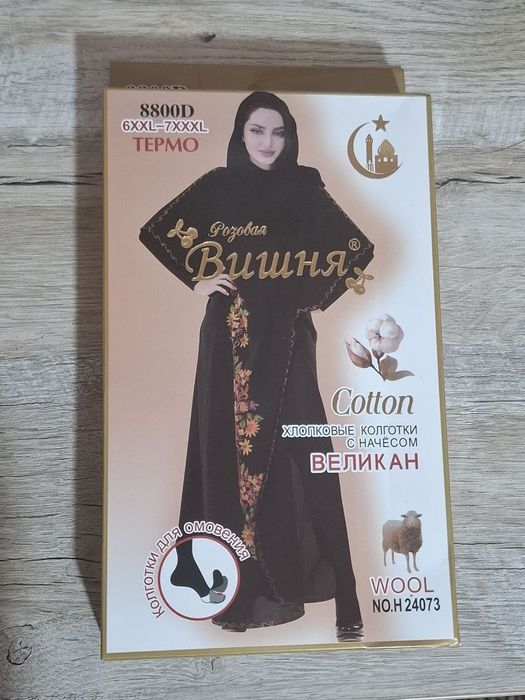 8800D
6XXL-7XXXL
ТЕРМО
Розовая
Вишня®
Cotton
ХЛОПКОВЫЕ КОЛГОТКИ
С НАЧЁСОМ
ВЕЛИКАН
КОЛГОТКИ ДЛЯ ОМОВЕНИЯ
WOOL
NO.H 24073